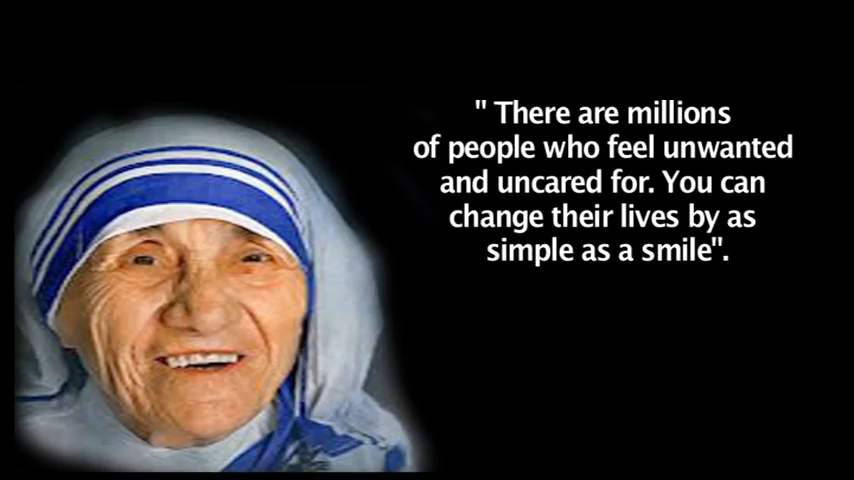 " There are millions
of people who feel unwanted
and uncared for. You can
change their lives by as
simple as a smile".